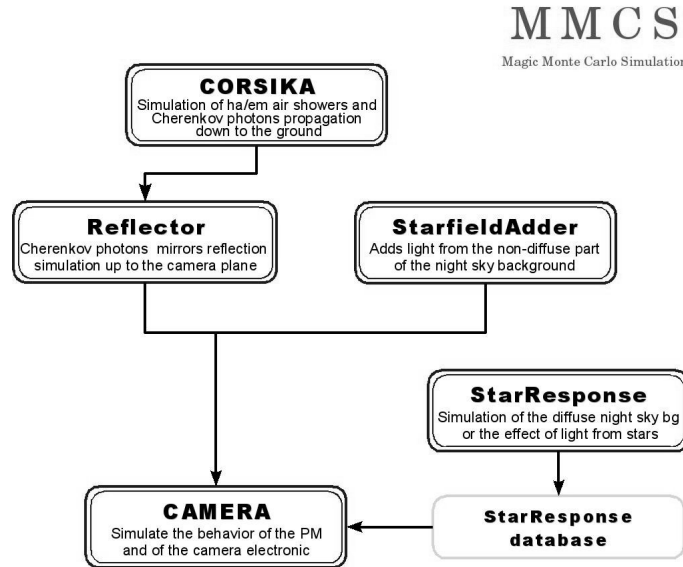 M M C S
Magic Monte Carlo Simulation
CORSIKA
Simulation of ha/em air showers and
Cherenkov photons propagation
down to the ground
Reflector
Cherenkov photons mirrors reflection
simulation up to the camera plane
StarfieldAdder
Adds light from the non-diffuse part
of the night sky background
StarResponse
Simulation of the diffuse night sky bg
or the effect of light from stars
CAMERA
Simulate the behavior of the PM
and of the camera electronic
StarResponse
database